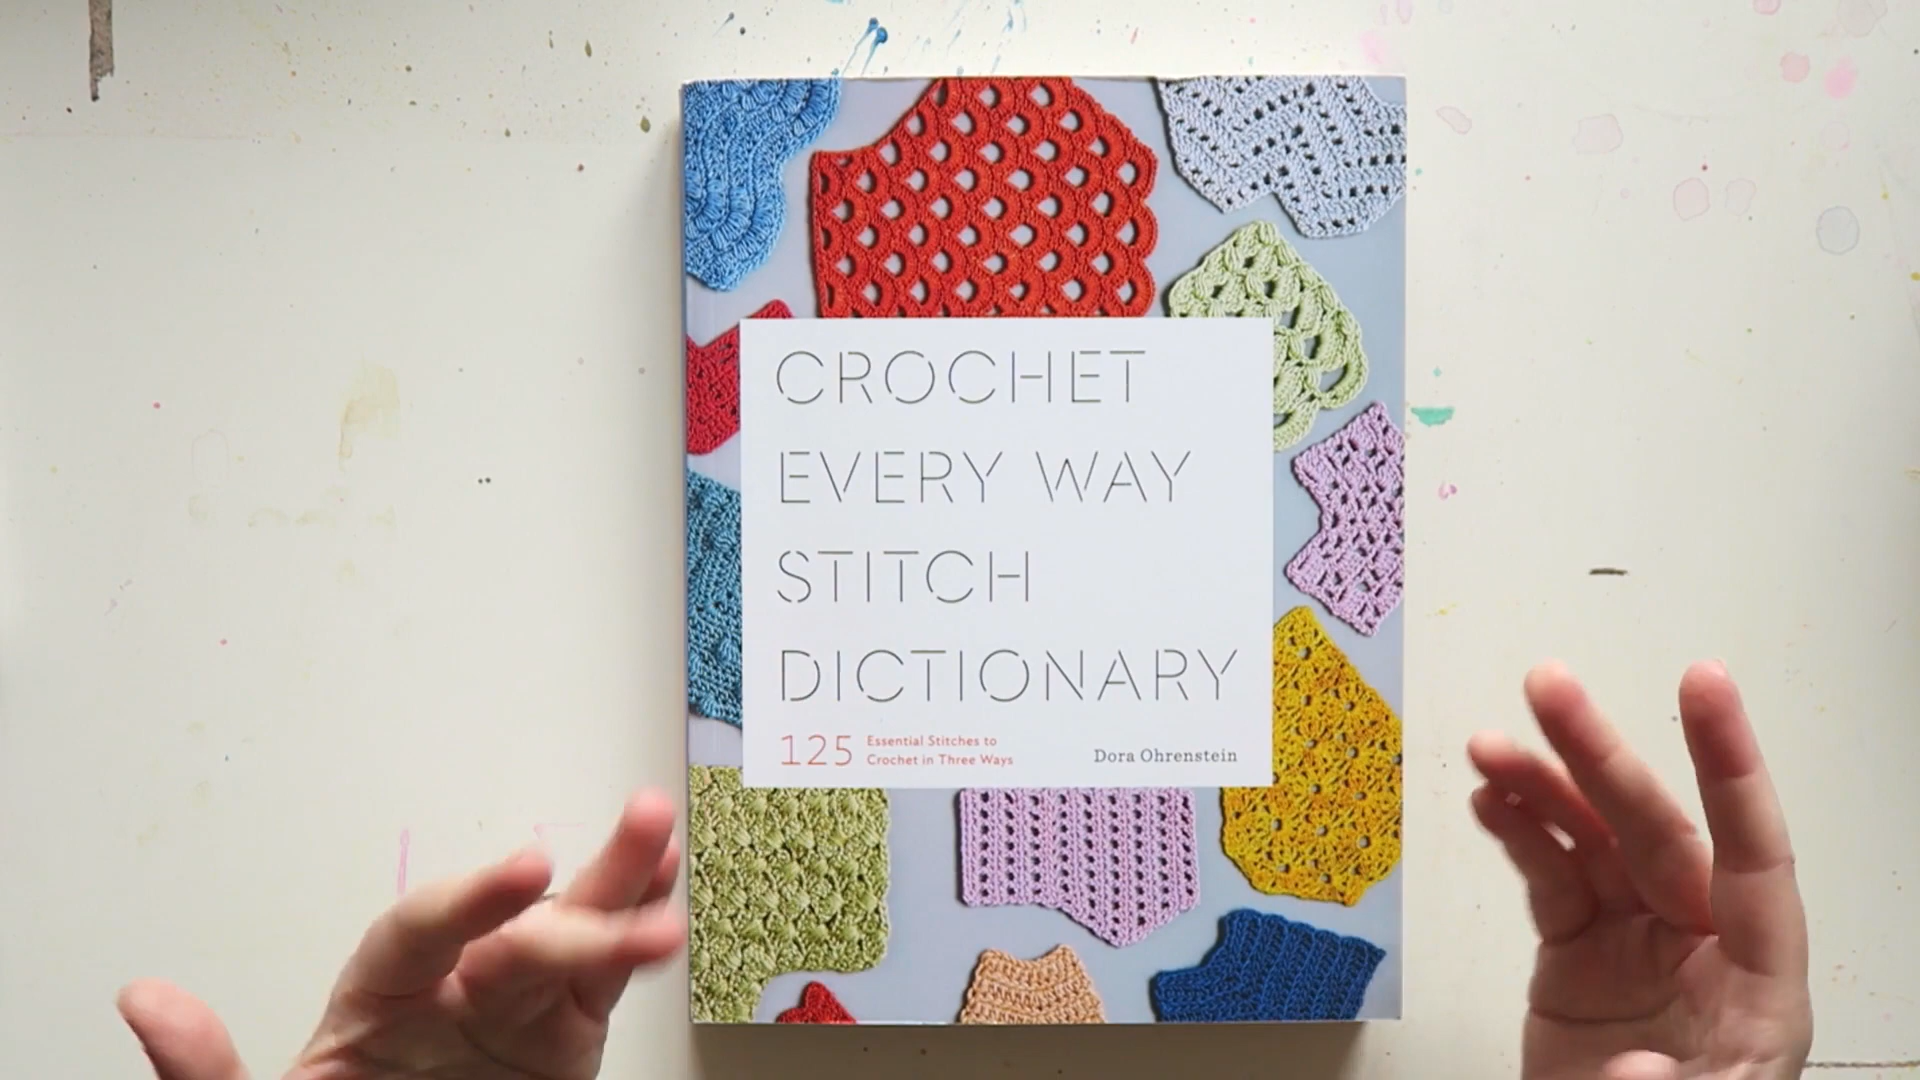 CROCHET
EVERY WAY
STITCH
DICTIONARY
125 Essential Stitches to
Crochet in Three Ways
Dora Ohrenstein